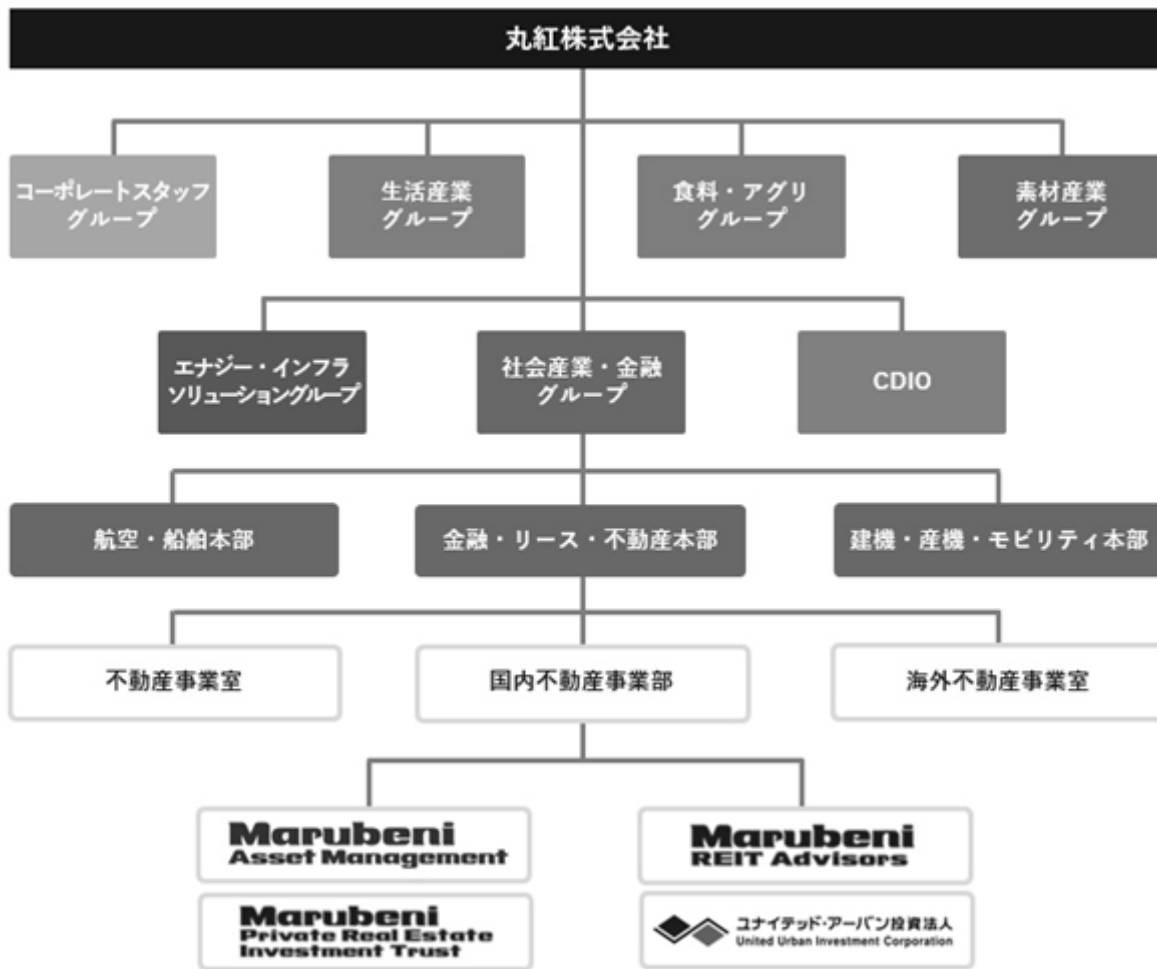 丸紅株式会社
コーポレートスタッフ
グループ
生活産業
グループ
食料・アグリ
グループ
素材産業
グループ
エナジー・インフラ
ソリューショングループ
社会産業・金融
グループ
CDIO
航空・船舶本部
金融・リース・不動産本部
建機・産機・モビリティ本部
不動産事業室
国内不動産事業部
海外不動産事業室
Marubeni
Asset Management
Marubeni
REIT Advisors
Marubeni
Private Real Estate
Investment Trust
ユナイテッド・アーバン投資法人
United Urban Investment Corporation